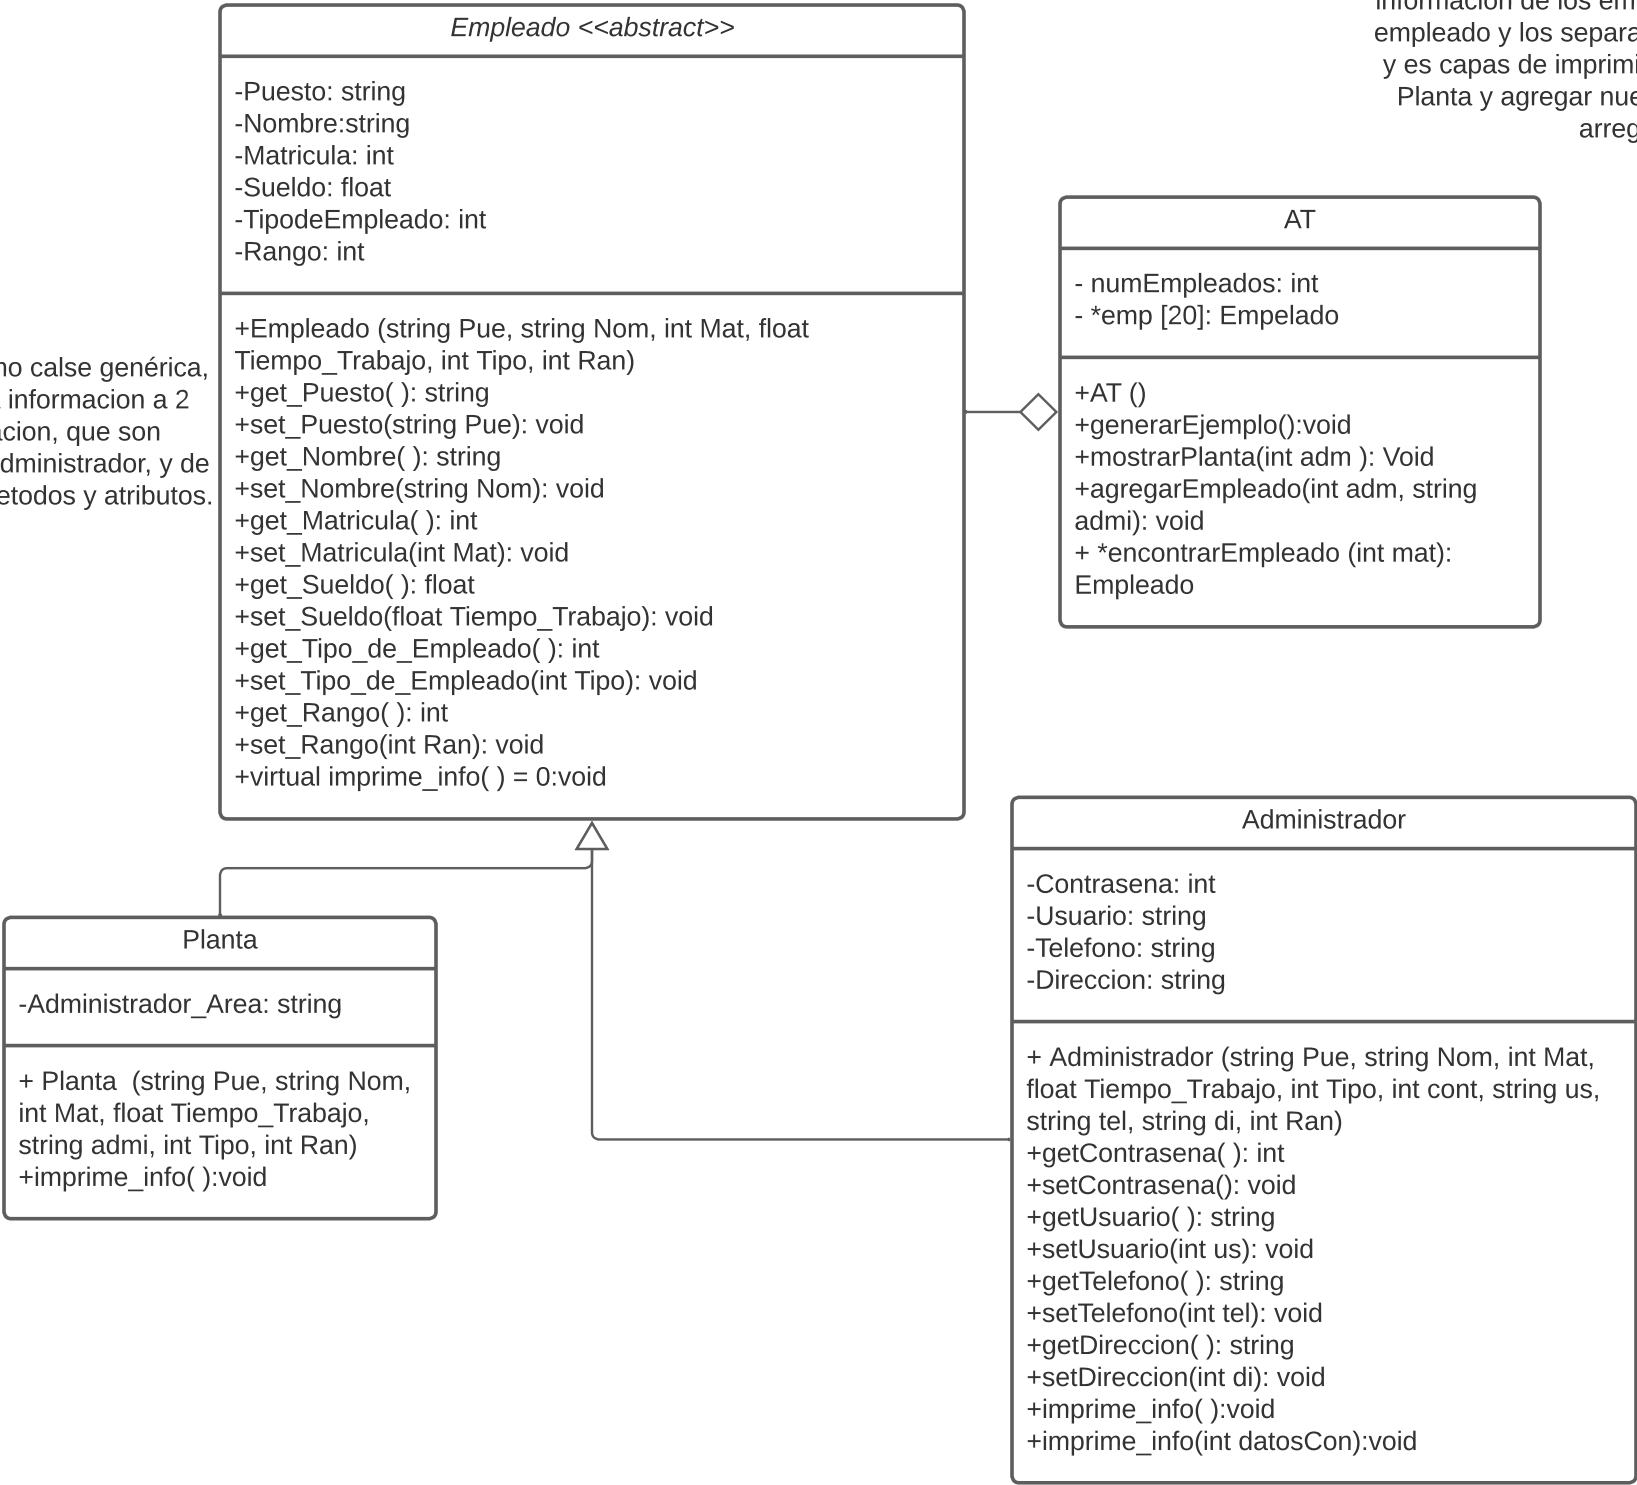 Empleado <<abstract>>
-Puesto: string
-Nombre:string
-Matricula: int
-Sueldo: float
-TipodeEmpleado: int
-Rango: int
+Empleado (string Pue, string Nom, int Mat, float
Tiempo_Trabajo, int Tipo, int Ran)
+get_Puesto( ): string
+set_Puesto(string Pue): void
+get_Nombre( ): string
+set_Nombre(string Nom): void
+get_Matricula( ): int
+set_Matricula(int Mat): void
+get_Sueldo( ): float
+set_Sueldo(float Tiempo_Trabajo): void
+get_Tipo_de_Empleado( ): int
+set_Tipo_de_Empleado(int Tipo): void
+get_Rango( ): int
+set_Rango(int Ran): void
+virtual imprime_info( ) = 0:void
calse genérica,
informacion a 2
que son
y de
y atributos.
información de los
empleado y los
y es capas de
Planta y agregar
AT
- numEmpleados: int
- *emp [20]: Empelado
+AT ()
+generarEjemplo():void
+mostrarPlanta(int adm ): Void
+agregarEmpleado(int adm, string
admi): void
+ *encontrarEmpleado (int mat):
Empleado
Planta
-Administrador_Area: string
+ Planta  (string Pue, string Nom,
int Mat, float Tiempo_Trabajo,
string admi, int Tipo, int Ran)
+imprime_info( ):void
Administrador
-Contrasena: int
-Usuario: string
-Telefono: string
-Direccion: string
+ Administrador (string Pue, string Nom, int Mat,
float Tiempo_Trabajo, int Tipo, int cont, string us,
string tel, string di, int Ran)
+getContrasena( ): int
+setContrasena(): void
+getUsuario( ): string
+setUsuario(int us): void
+getTelefono( ): string
+setTelefono(int tel): void
+getDireccion( ): string
+setDireccion(int di): void
+imprime_info( ):void
+imprime_info(int datosCon):void